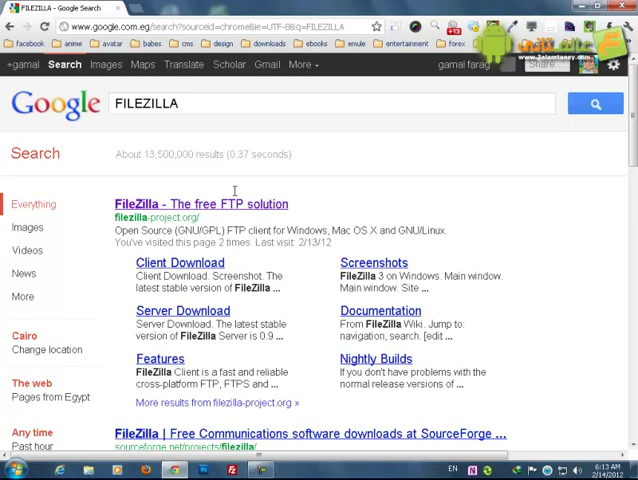 FILEZILLA - Google Search
www.google.com.eg/search?sourceid=chrome&ie=UTF-8&q=FILEZILLA
facebook anime avatar babes cms design downloads ebooks emule entertainment forex
www.3alamtaney.com
+gamal Search Images Maps Translate Scholar Gmail More
gamal farag Share
Google FILEZILLA
Search About 13,500,000 results (0.37 seconds)
Everything
Images
Videos
News
More
Cairo
Change location
The web
Pages from Egypt
Any time
Past hour
FileZilla - The free FTP solution
filezilla-project.org/
Open Source (GNU/GPL) FTP client for Windows, Mac OS X and GNU/Linux.
You've visited this page 2 times. Last visit: 2/13/12
Client Download
Client Download. Screenshot. The
latest stable version of FileZilla ...
Screenshots
FileZilla 3 on Windows. Main window.
Main window. Site ...
Server Download
Server Download. The latest stable
version of FileZilla Server is 0.9 ...
Documentation
From FileZilla Wiki. Jump to:
navigation, search. [edit ...
Features
FileZilla Client is a fast and reliable
cross-platform FTP, FTPS and ...
Nightly Builds
If you don't have problems with the
normal release versions of ...
More results from filezilla-project.org »
FileZilla | Free Communications software downloads at SourceForge ...
sourceforge.net/projects/filezilla/
EN
6:13 AM
2/14/2012